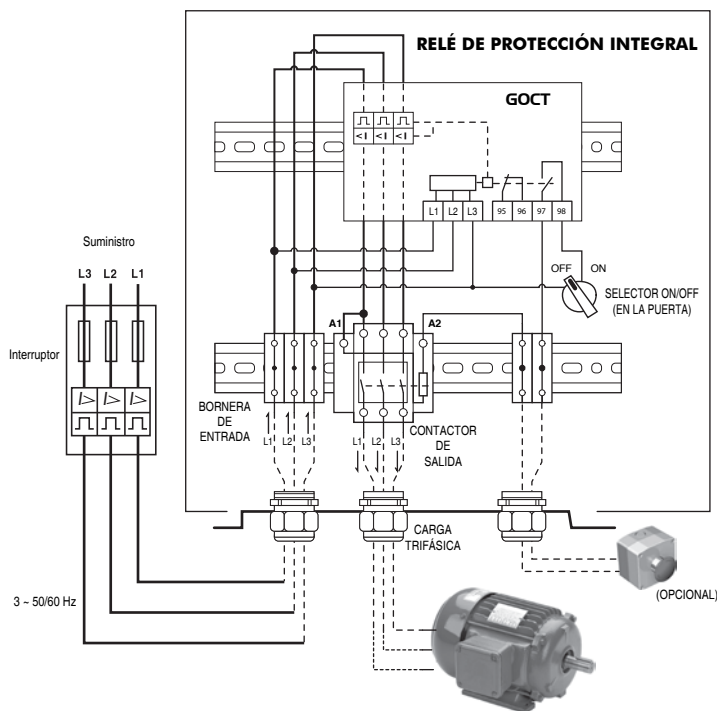 RELÉ DE PROTECCIÓN INTEGRAL
GOCT
L1 L2 L3 95 96 97 98
OFF ON
SELECTOR ON/OFF
(EN LA PUERTA)
Suministro
L3 L2 L1
Interruptor
A1 A2
BORNERA
DE
ENTRADA
L1 L2 L3
L1 L2 L3
CONTACTOR
DE
SALIDA
CARGA
TRIFÁSICA
3 ~ 50/60 Hz
(OPCIONAL)